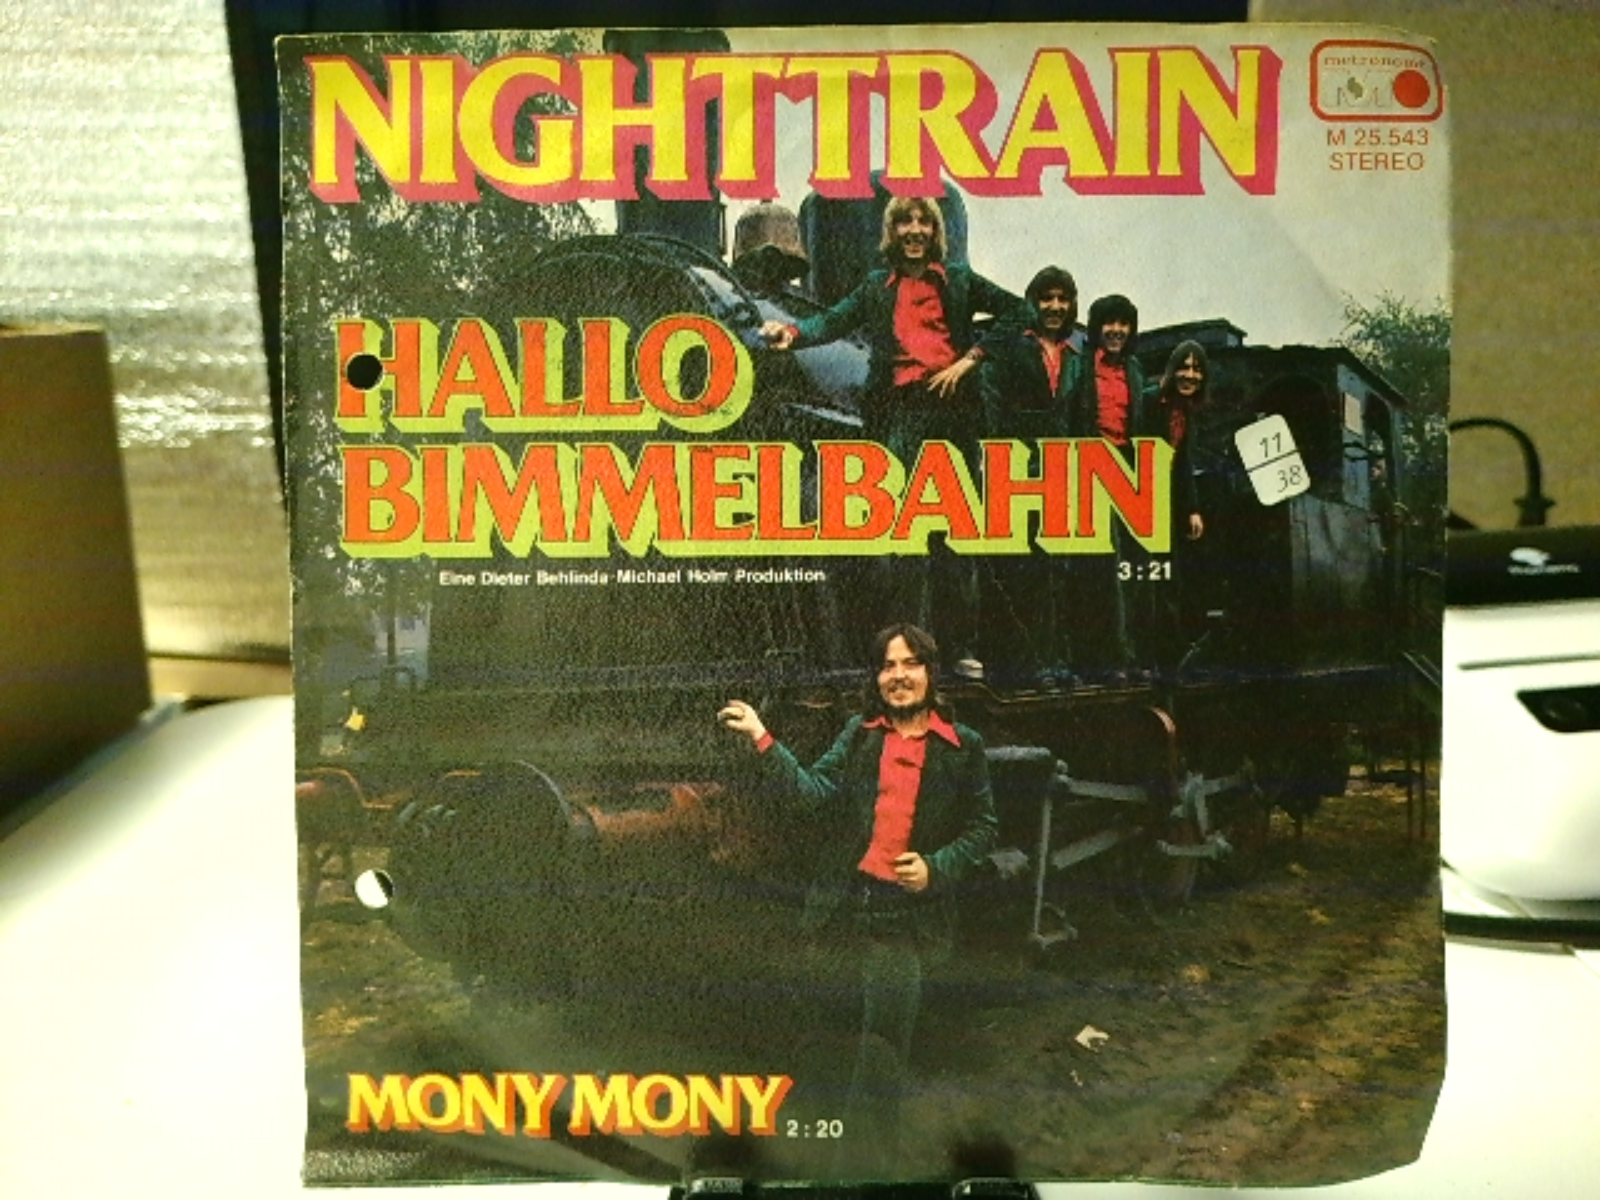 NIGHTTRAIN
metronome
M 25.543
STEREO
HALLO
BIMMELBAHN
11
38
Eine Dieter Behlinda-Michael Holm Produktion
3:21
MONY MONY
2:20